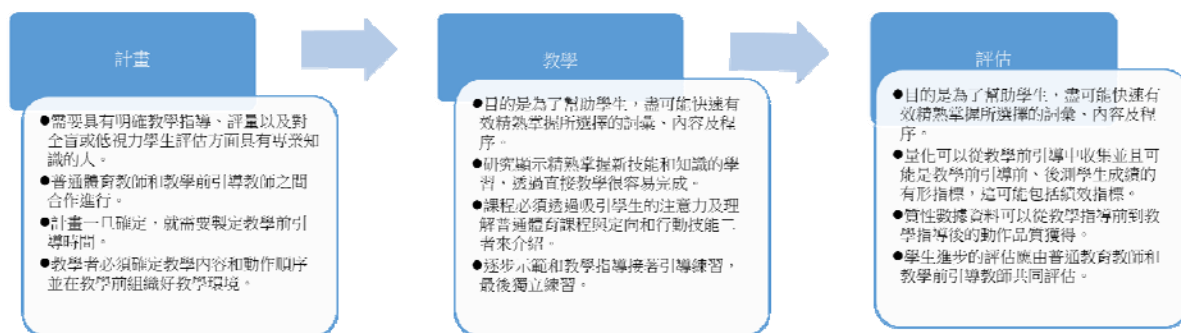 計畫
●需要具有明確教學指導、評量以及對
全盲或低視力學生評估方面具有專業知
識的人。
●普通體育教師和教學前引導教師之間
合作進行。
●計畫一旦確定，就需要製定教學前引
導時間。
●教學者必須確定教學內容和動作順序
並在教學前組織好教學環境。
教學
●目的是為了幫助學生，盡可能快速有
效精熟掌握所選擇的詞彙、內容及程
序。
●研究顯示精熟掌握新技能和知識的學
習，透過直接教學很容易完成。
●課程必須透過吸引學生的注意力及理
解普通體育課程與定向和行動技能二
者來介紹。
●逐步示範和教學指導接著引導練習，
最後獨立練習。
評估
●目的是為了幫助學生，盡可能快速有
效精熟掌握所選擇的詞彙、內容及程
序。
●量化可以從教學前引導中收集並且可
能是教學前引導前、後測學生成績的
有形指標，這可能包括績效指標。
●質性數據資料可以從教學指導前到教
學指導後的動作品質獲得。
●學生進步的評估應由普通教育教師和
教學前引導教師共同評估。